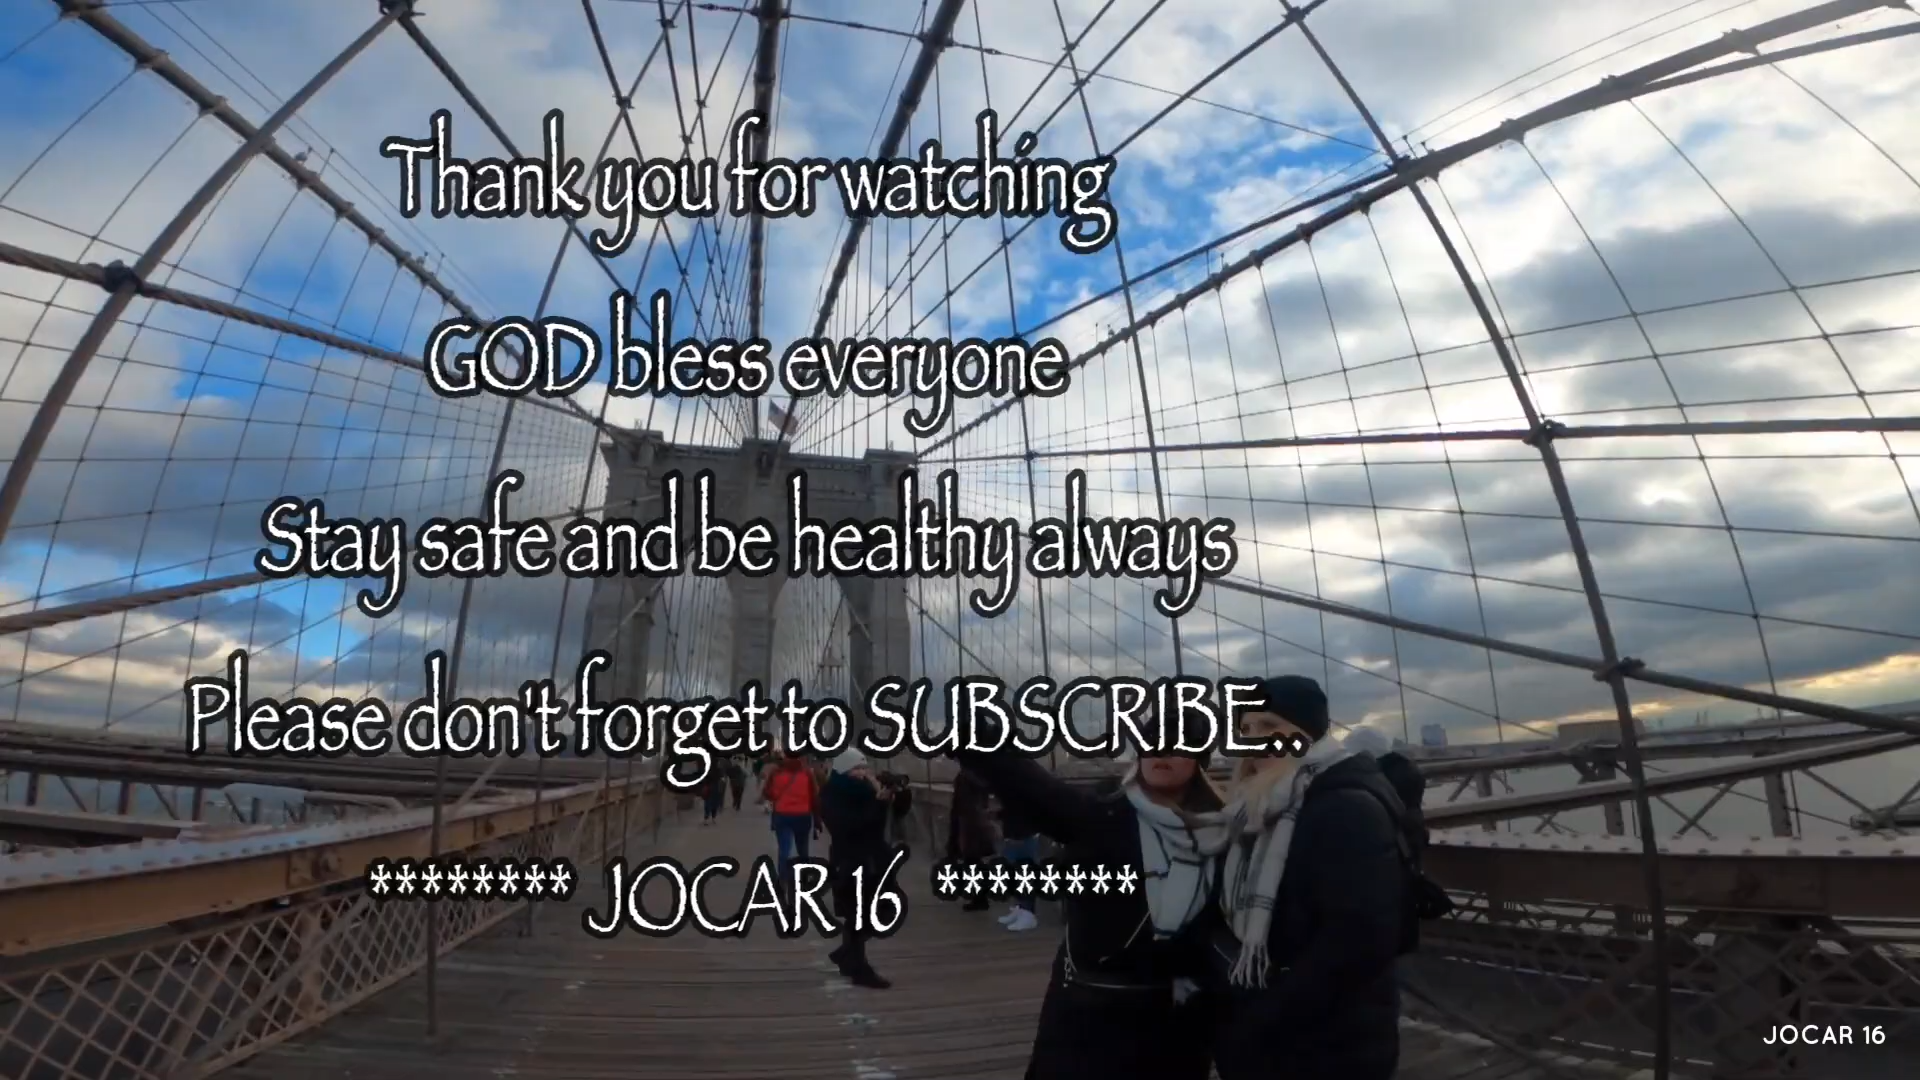 Thank you for watching
GOD bless everyone
Stay safe and be healthy always
Please don't forget to SUBSCRIBE..
******** JOCAR 16 ********
JOCAR 16